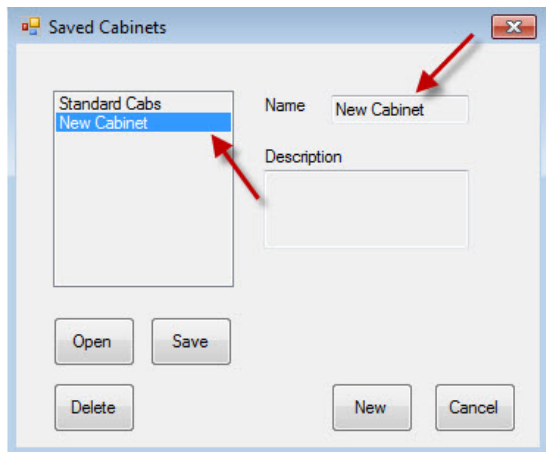 Saved Cabinets
Standard Cabs
New Cabinet
Name
New Cabinet
Description
Open
Save
Delete
New
Cancel